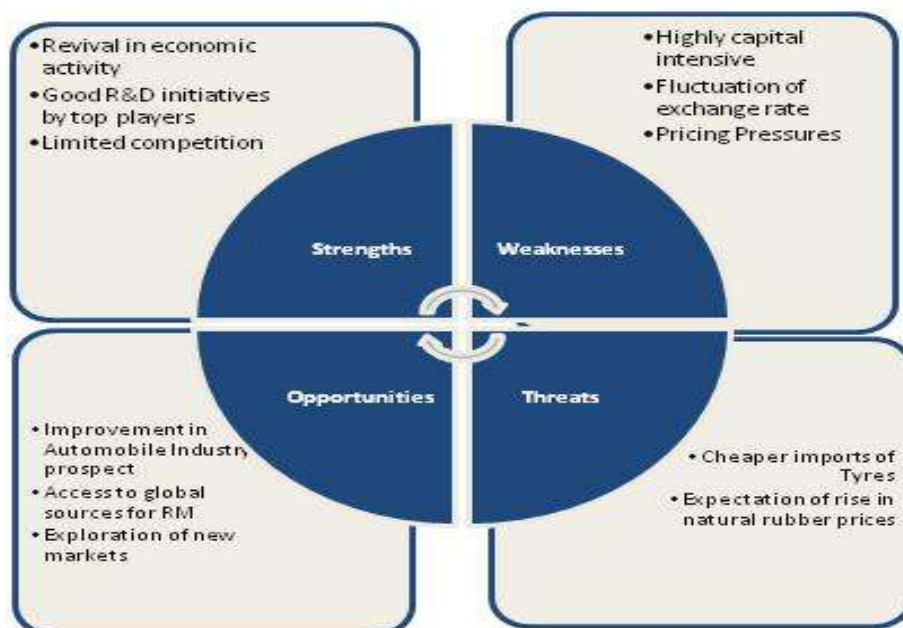 •Revival in economic
activity
•Good R&D initiatives
by top players
•Limited competition
•Highly capital
intensive
•Fluctuation of
exchange rate
•Pricing Pressures
Strengths
Weaknesses
Opportunities
Threats
• Improvement in
Automobile Industry
prospect
• Access to global
sources for RM
• Exploration of new
markets
• Cheaper imports of
Tyres
• Expectation of rise in
natural rubber prices